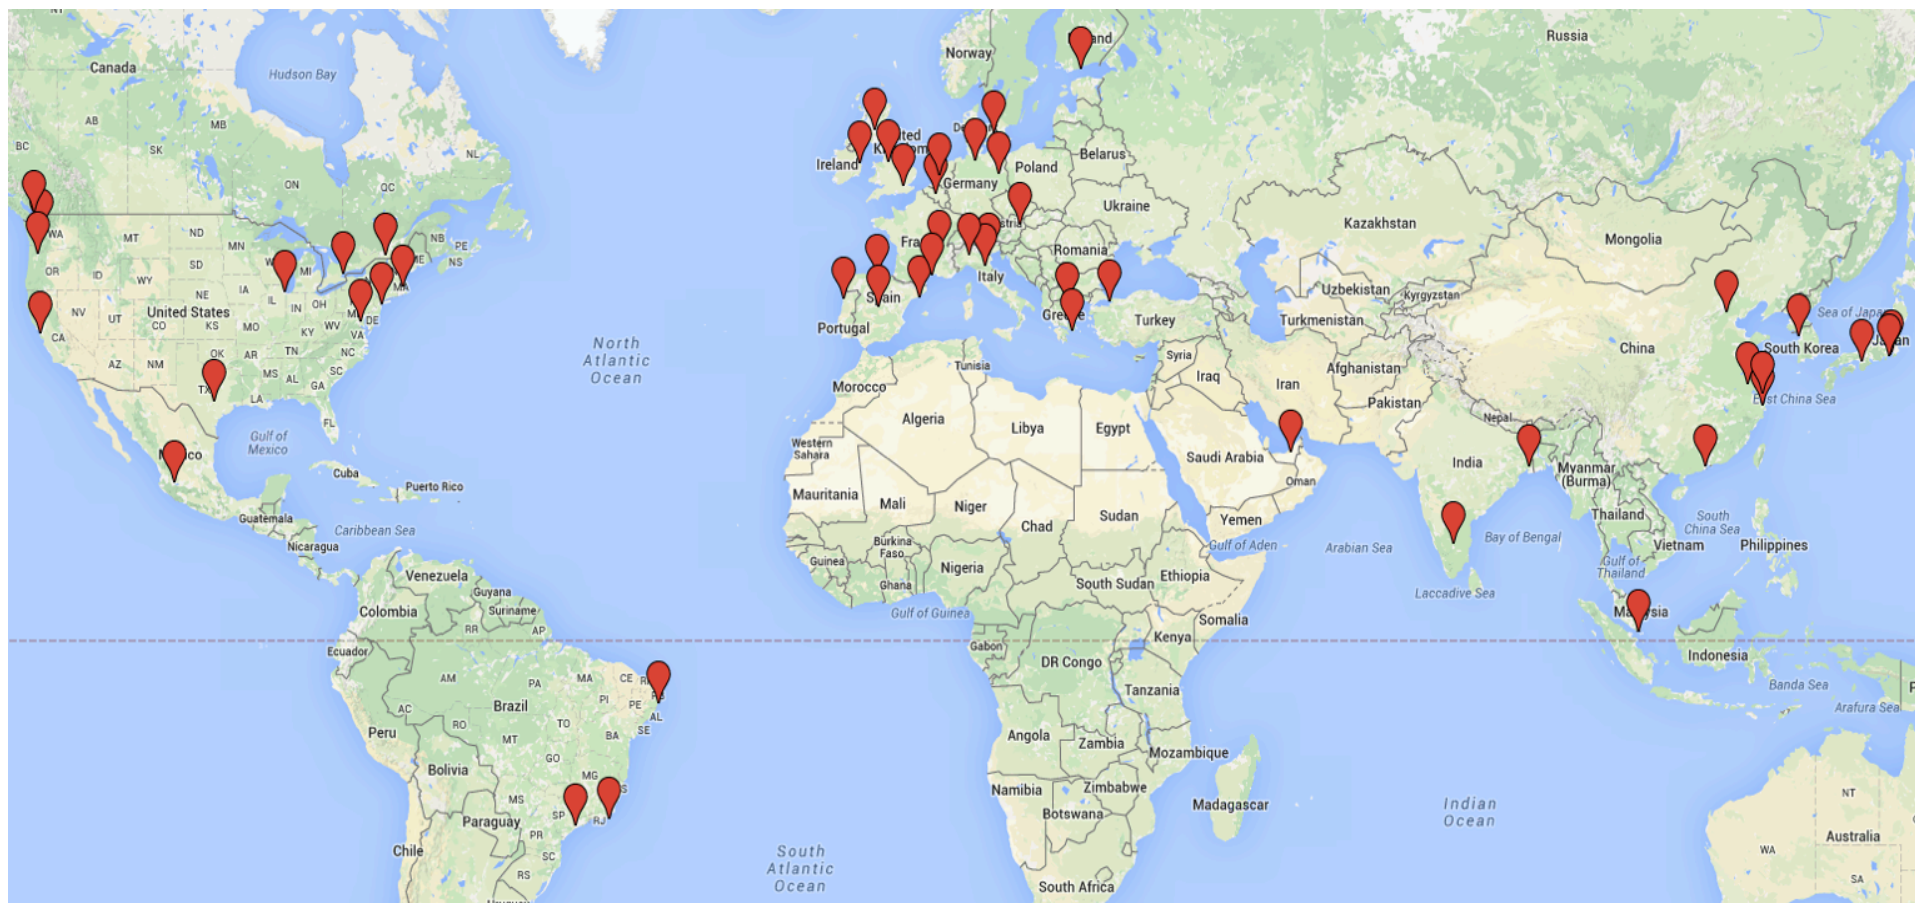 Canada
Hudson Bay
AB
MB
BC
SK
ON
QC
NL
WA
MT
ND
MN
NB
PE
NS
ME
OR
ID
WY
SD
MI
NE
IA
IL
IN
OH
MA
NV
UT
CO
United States
KS
MO
KY
WV
VA
DE
CA
AZ
NM
OK
AR
TN
NC
SC
MS
AL
GA
TX
LA
FL
Gulf of
Mexico
Cuba
Puerto Rico
Guatemala
Caribbean Sea
Nicaragua
Venezuela
Guyana
Suriname
Colombia
RR
AP
Ecuador
AM
PA
MA
CE
PI
PE
AL
SE
AC
RO
TO
BA
Brazil
Peru
MT
GO
Bolivia
MG
MS
SP
RJ
Paraguay
PR
SC
Chile
RS
North
Atlantic
Ocean
South
Atlantic
Ocean
Norway
Russia
Ireland
Poland
Belarus
Germany
Ukraine
Romania
Italy
Portugal
Turkey
Kazakhstan
Mongolia
Uzbekistan
Kyrgyzstan
Turkmenistan
China
South Korea
East China Sea
Syria
Iraq
Iran
Afghanistan
Pakistan
Nepal
India
Myanmar
(Burma)
Tunisia
Morocco
Algeria
Libya
Egypt
Western
Sahara
Saudi Arabia
Oman
Yemen
Mauritania
Mali
Niger
Chad
Sudan
Gulf of Aden
Arabian Sea
Bay of Bengal
Laccadive Sea
Thailand
Gulf of
Thailand
Vietnam
South
China Sea
Philippines
Burkina
Faso
Guinea
Ghana
Nigeria
South Sudan
Ethiopia
Somalia
Gulf of Guinea
Gabon
DR Congo
Kenya
Tanzania
Indonesia
Banda Sea
Arafura Sea
Angola
Zambia
Mozambique
Namibia
Zimbabwe
Botswana
Madagascar
South Africa
Indian
Ocean
NT
Australia
WA
SA